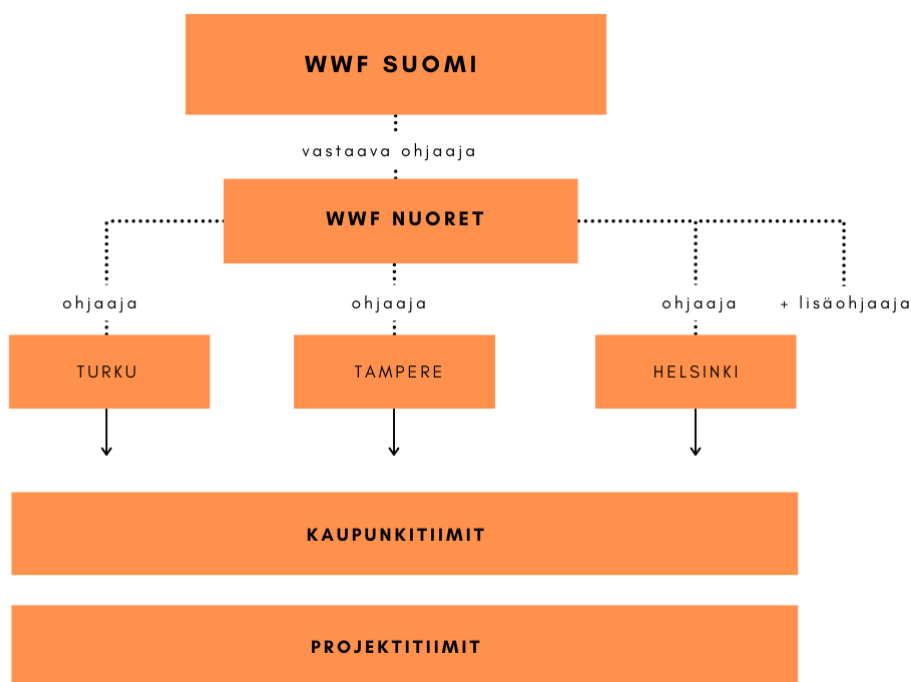 WWF SUOMI
vastaava ohjaaja
WWF NUORET
ohjaaja
ohjaaja
ohjaaja
+ lisäohjaaja
TURKU
TAMPERE
HELSINKI
KAUPUNKITIIMIT
PROJEKTITIIMIT